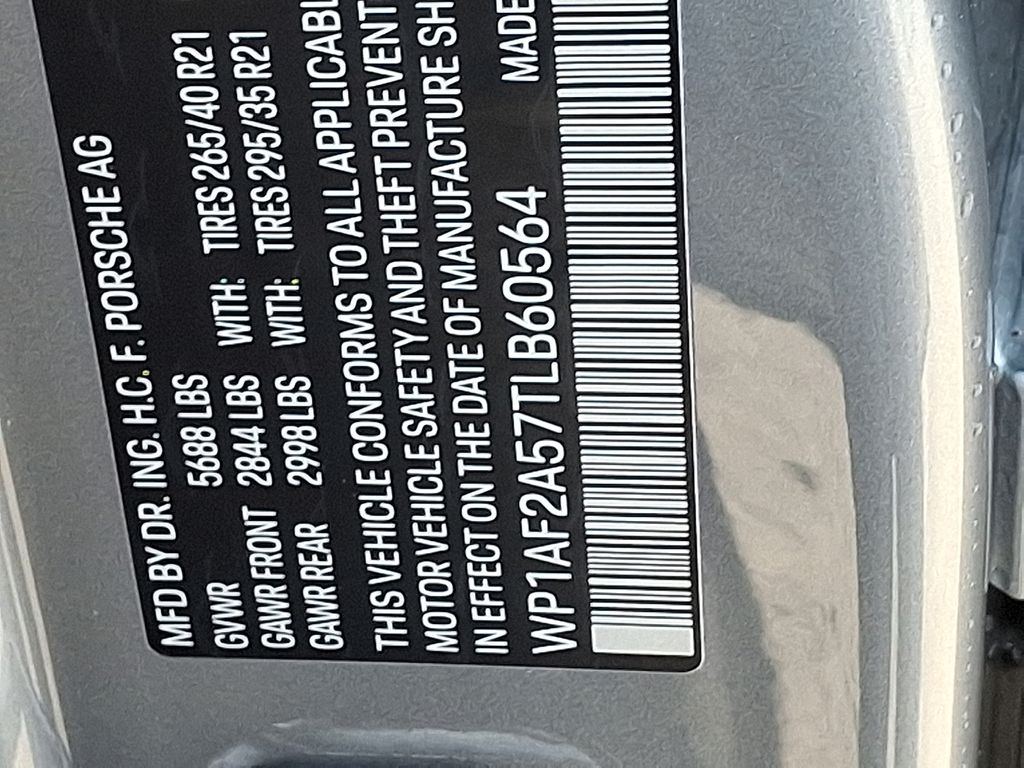 MFD BY DR. ING. H.C. F. PORSCHE AG
GVWR 5688 LBS WITH: TIRES 265/40 R21
GAWR FRONT 2844 LBS WITH: TIRES 295/35 R21
GAWR REAR 2998 LBS
THIS VEHICLE CONFORMS TO ALL APPLICABL
MOTOR VEHICLE SAFETY AND THEFT PREVENT
IN EFFECT ON THE DATE OF MANUFACTURE SH
WP1AF2A57TLB60564 MADE